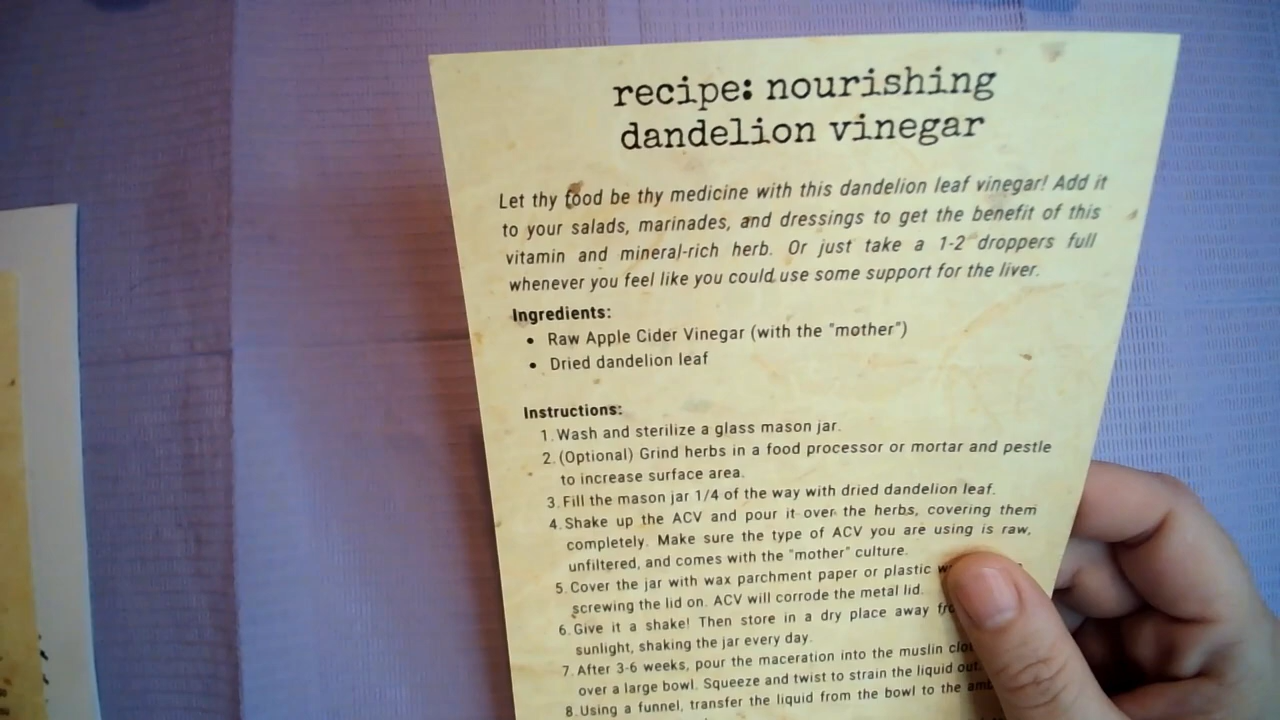 recipe: nourishing
dandelion vinegar
Let thy food be thy medicine with this dandelion leaf vinegar! Add it
to your salads, marinades, and dressings to get the benefit of this
vitamin and mineral-rich herb. Or just take a 1-2 droppers full
whenever you feel like you could use some support for the liver.
Ingredients:
• Raw Apple Cider Vinegar (with the "mother")
• Dried dandelion leaf
Instructions:
1. Wash and sterilize a glass mason jar.
2. (Optional) Grind herbs in a food processor or mortar and pestle
to increase surface area.
3. Fill the mason jar 1/4 of the way with dried dandelion leaf.
4. Shake up the ACV and pour it over the herbs, covering them
completely. Make sure the type of ACV you are using is raw,
unfiltered, and comes with the "mother" culture.
5. Cover the jar with wax parchment paper or plastic
screwing the lid on. ACV will corrode the metal lid.
6. Give it a shake! Then store in a dry place away
sunlight, shaking the jar every day.
7. After 3-6 weeks, pour the maceration into the muslin
over a large bowl. Squeeze and twist to strain the liquid out.
8. Using a funnel, transfer the liquid from the bowl to the